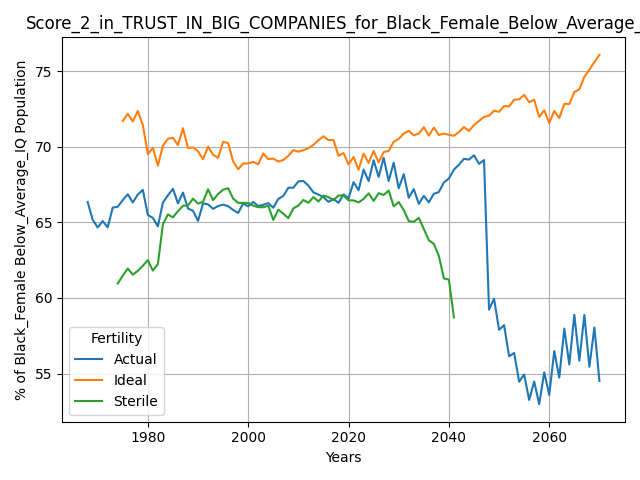 Score_2_in_TRUST_IN_BIG_COMPANIES_for_Black_Female_Below_Average_
% of Black_Female Below_Average_IQ Population
75
70
65
60
55
Fertility
Actual
Ideal
Sterile
1980 2000 2020 2040 2060
Years